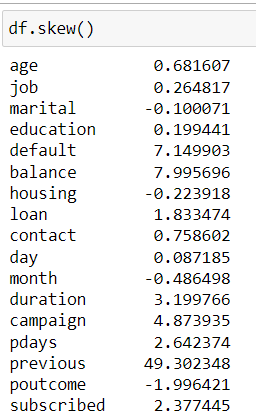 df.skew()
age 0.681607
job 0.264817
marital -0.100071
education 0.199441
default 7.149903
balance 7.995696
housing -0.223918
loan 1.833474
contact 0.758602
day 0.087185
month -0.486498
duration 3.199766
campaign 4.873935
pdays 2.642374
previous 49.302348
poutcome -1.996421
subscribed 2.377445